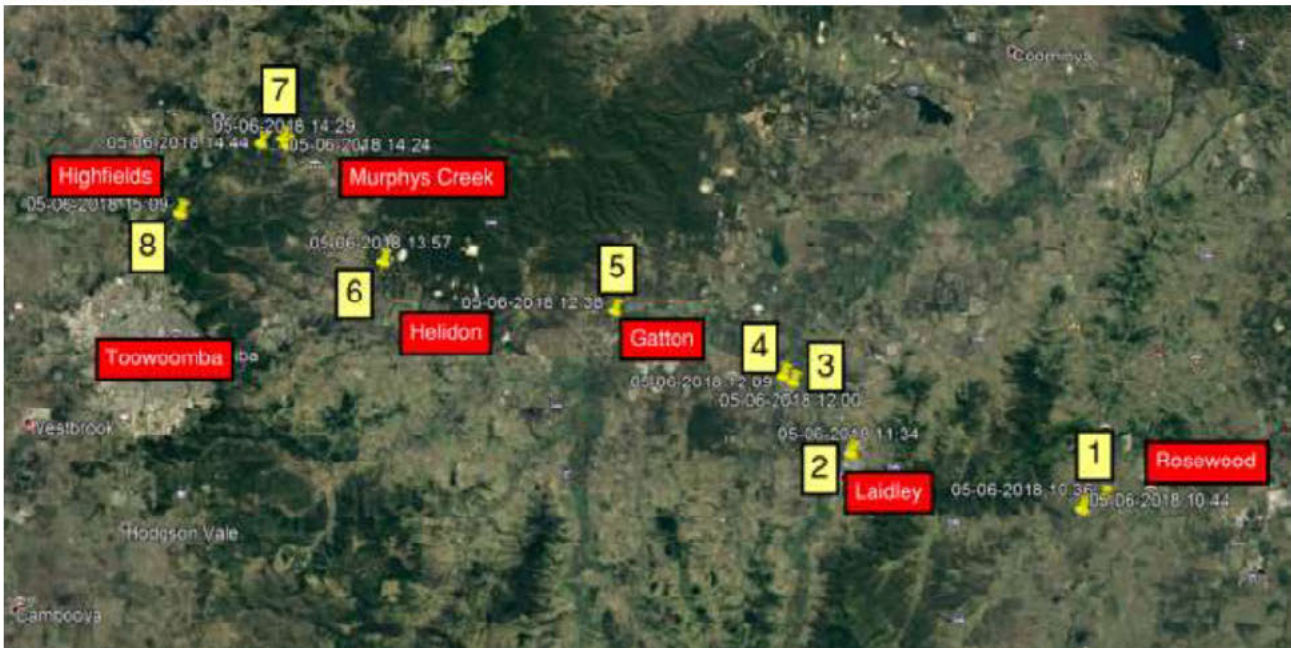 Coominya
7
05-06-2018 14:29
05-06-2018 14:44
05-06-2018 14:24
Highfields
Murphys Creek
05-06-2018 15:09
8
05-06-2018 13:57
6
5
05-06-2018 12:38
Helidon
Gatton
4
3
Toowoomba
05-06-2018 12:09
05-06-2018 12:00
Westbrook
05-06-2018 11:34
2
1
Rosewood
Laidley
05-06-2018 10:36
05-06-2018 10:44
Hodgson Vale
Cambooya